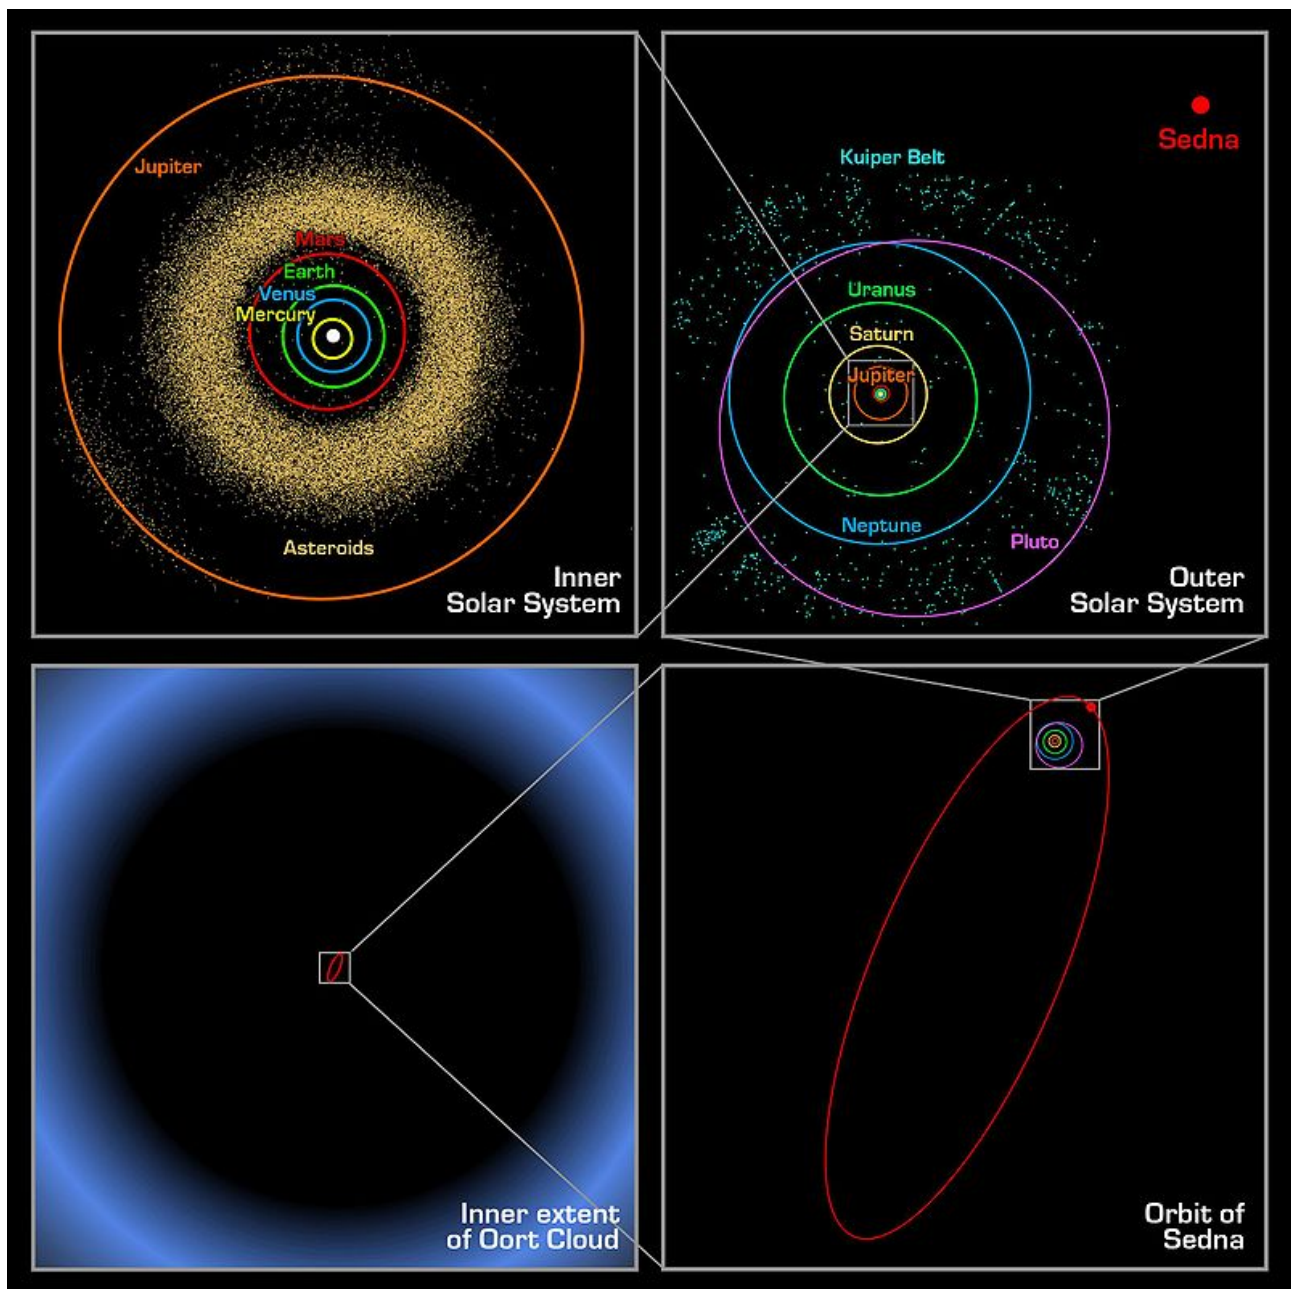 Jupiter
Mars
Earth
Venus
Mercury
Asteroids
Inner
Solar System
Sedna
Kuiper Belt
Uranus
Saturn
Jupiter
Neptune
Pluto
Outer
Solar System
Inner extent
of Oort Cloud
Orbit of
Sedna